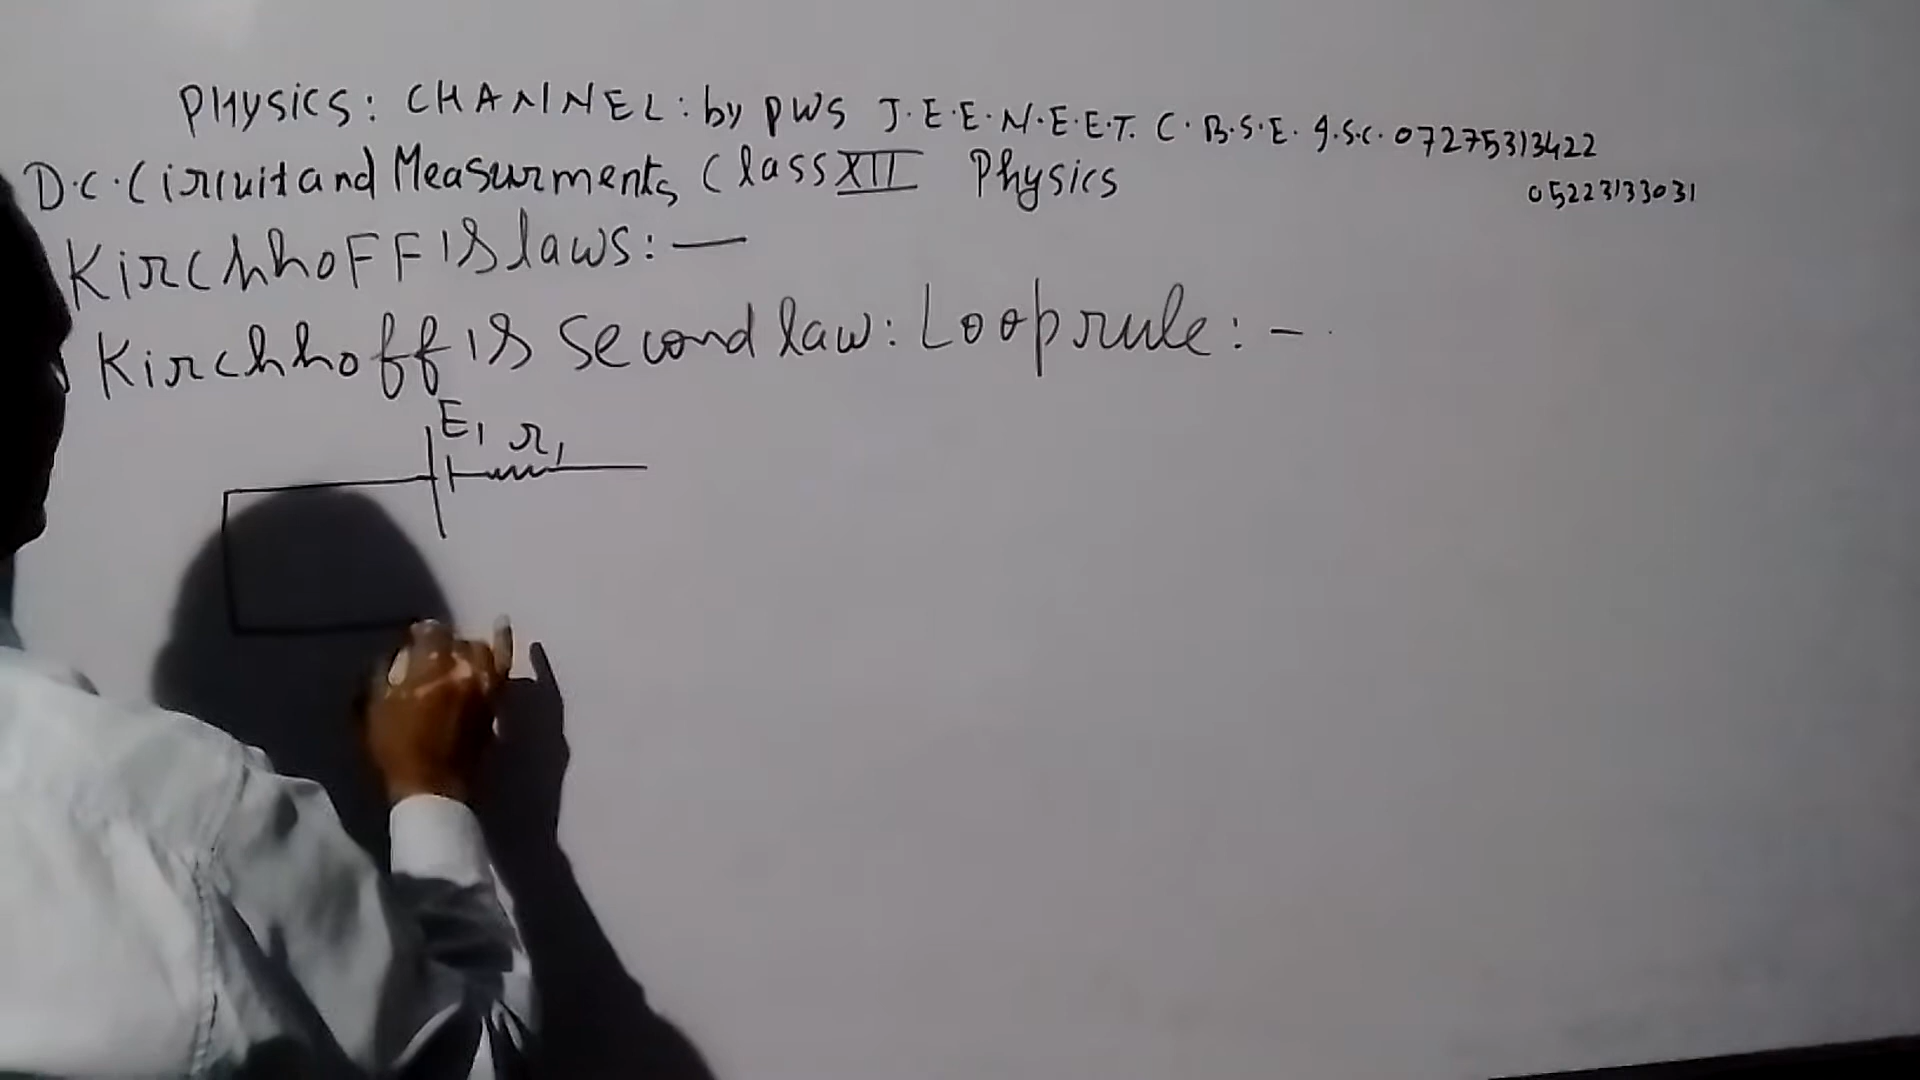 PHYSICS: CHANNEL: by PWS J.E.E. N.E.E.T. C.B.S.E. I.S.C. 07275313422
05223133031
D.C. Circuit and Measurments, Class XII Physics
Kirchhoff's laws: —
Kirchhoff's Second law: Loop rule: -
E1 r1